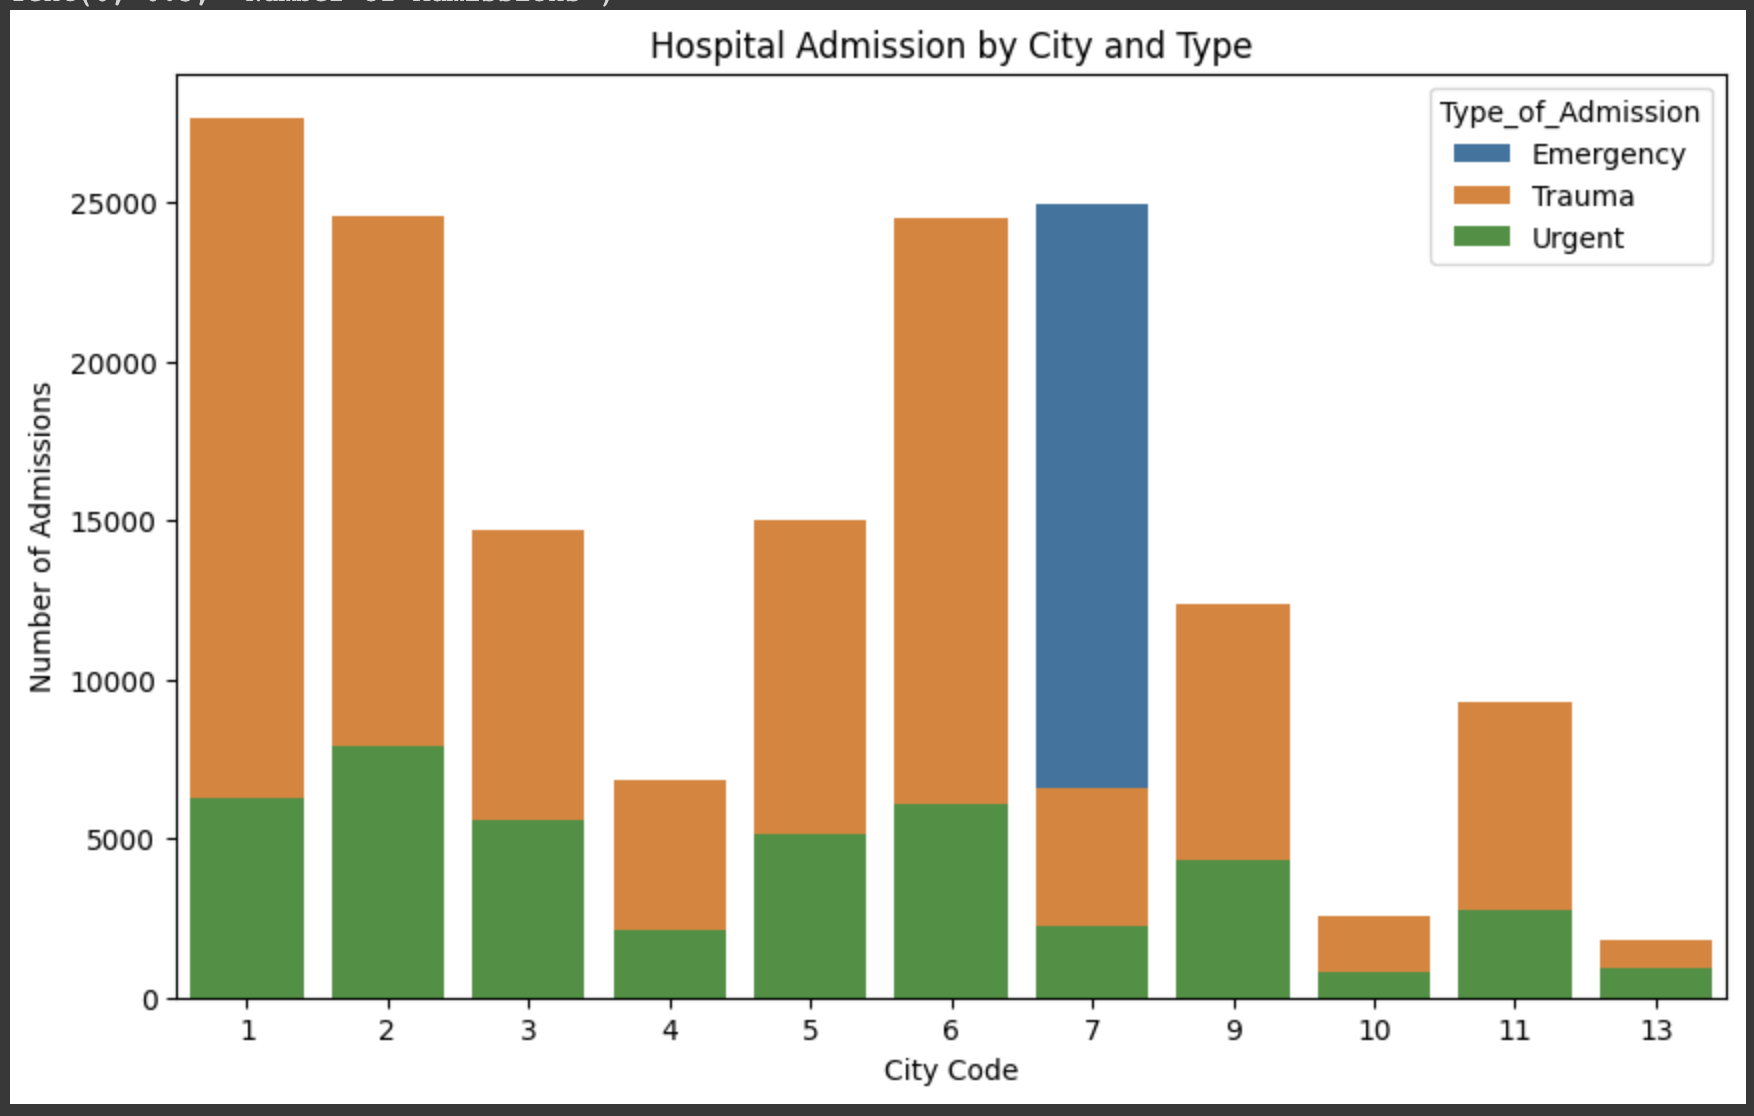 Hospital Admission by City and Type
Type_of_Admission
Emergency
Trauma
Urgent
25000
20000
15000
10000
5000
0
Number of Admissions
1 2 3 4 5 6 7 9 10 11 13
City Code